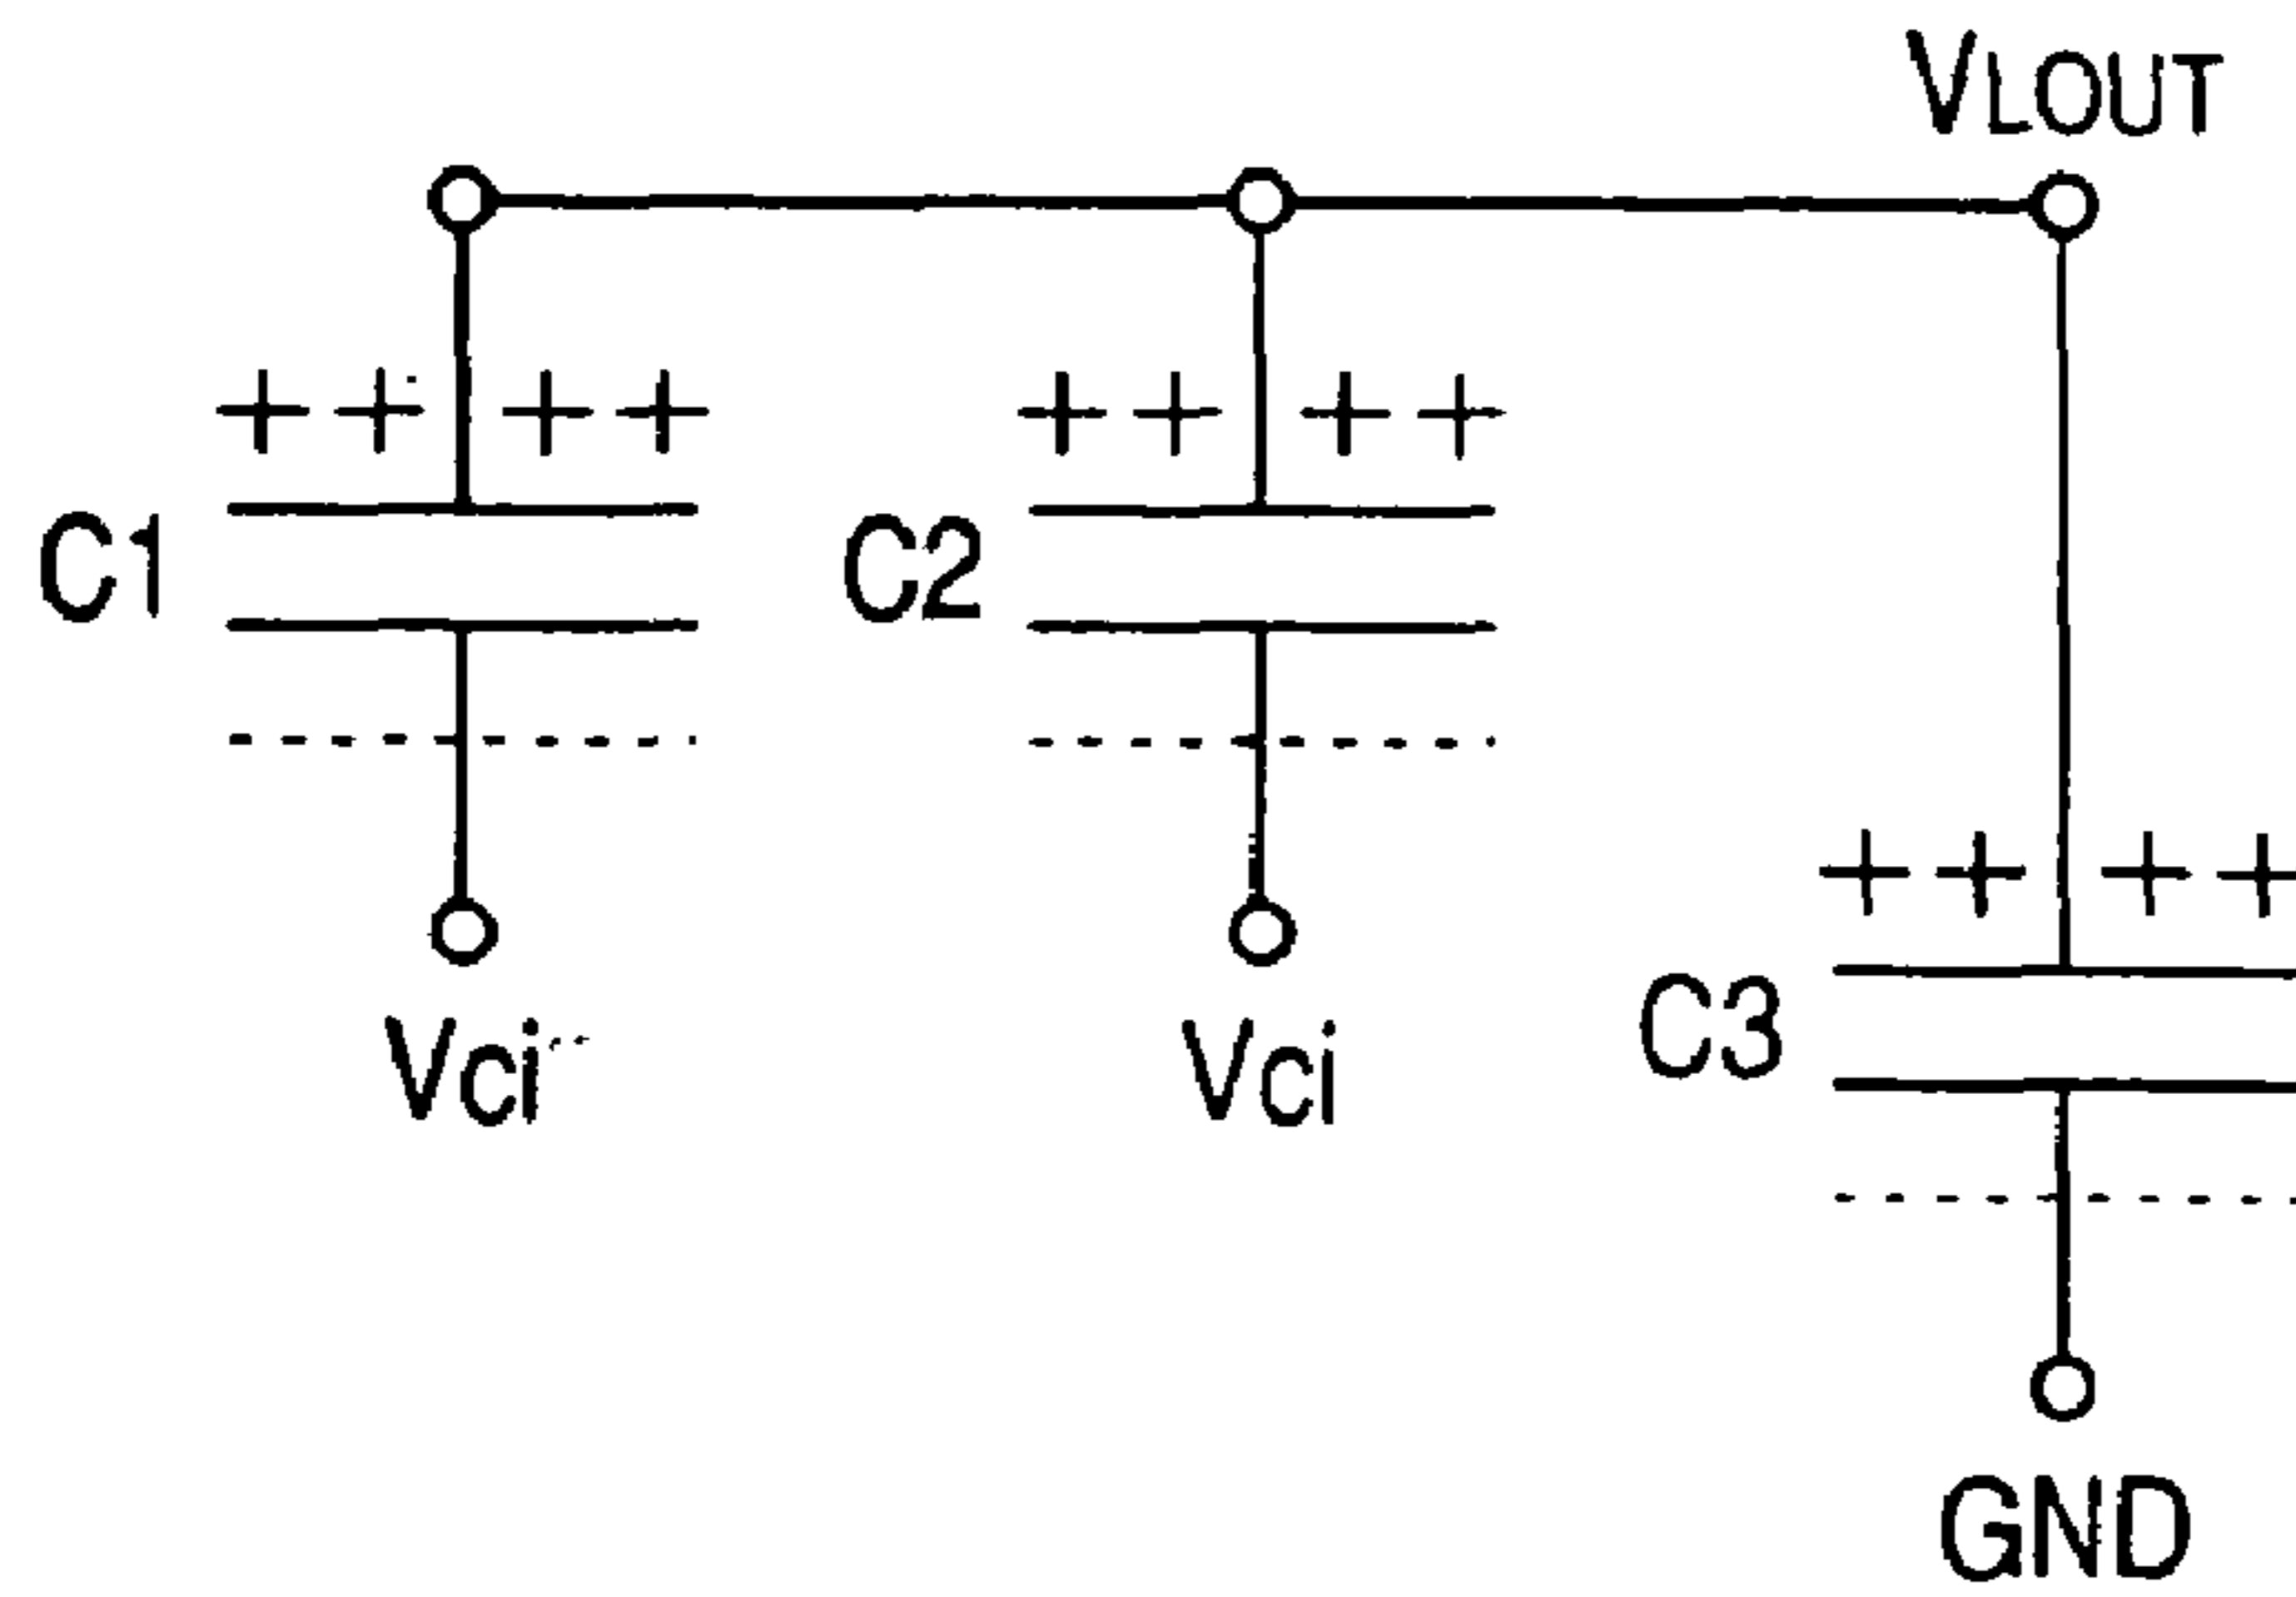 VLOUT
+ + + +
+ + + +
C1
C2
+ + + +
Vci
Vci
C3
GND